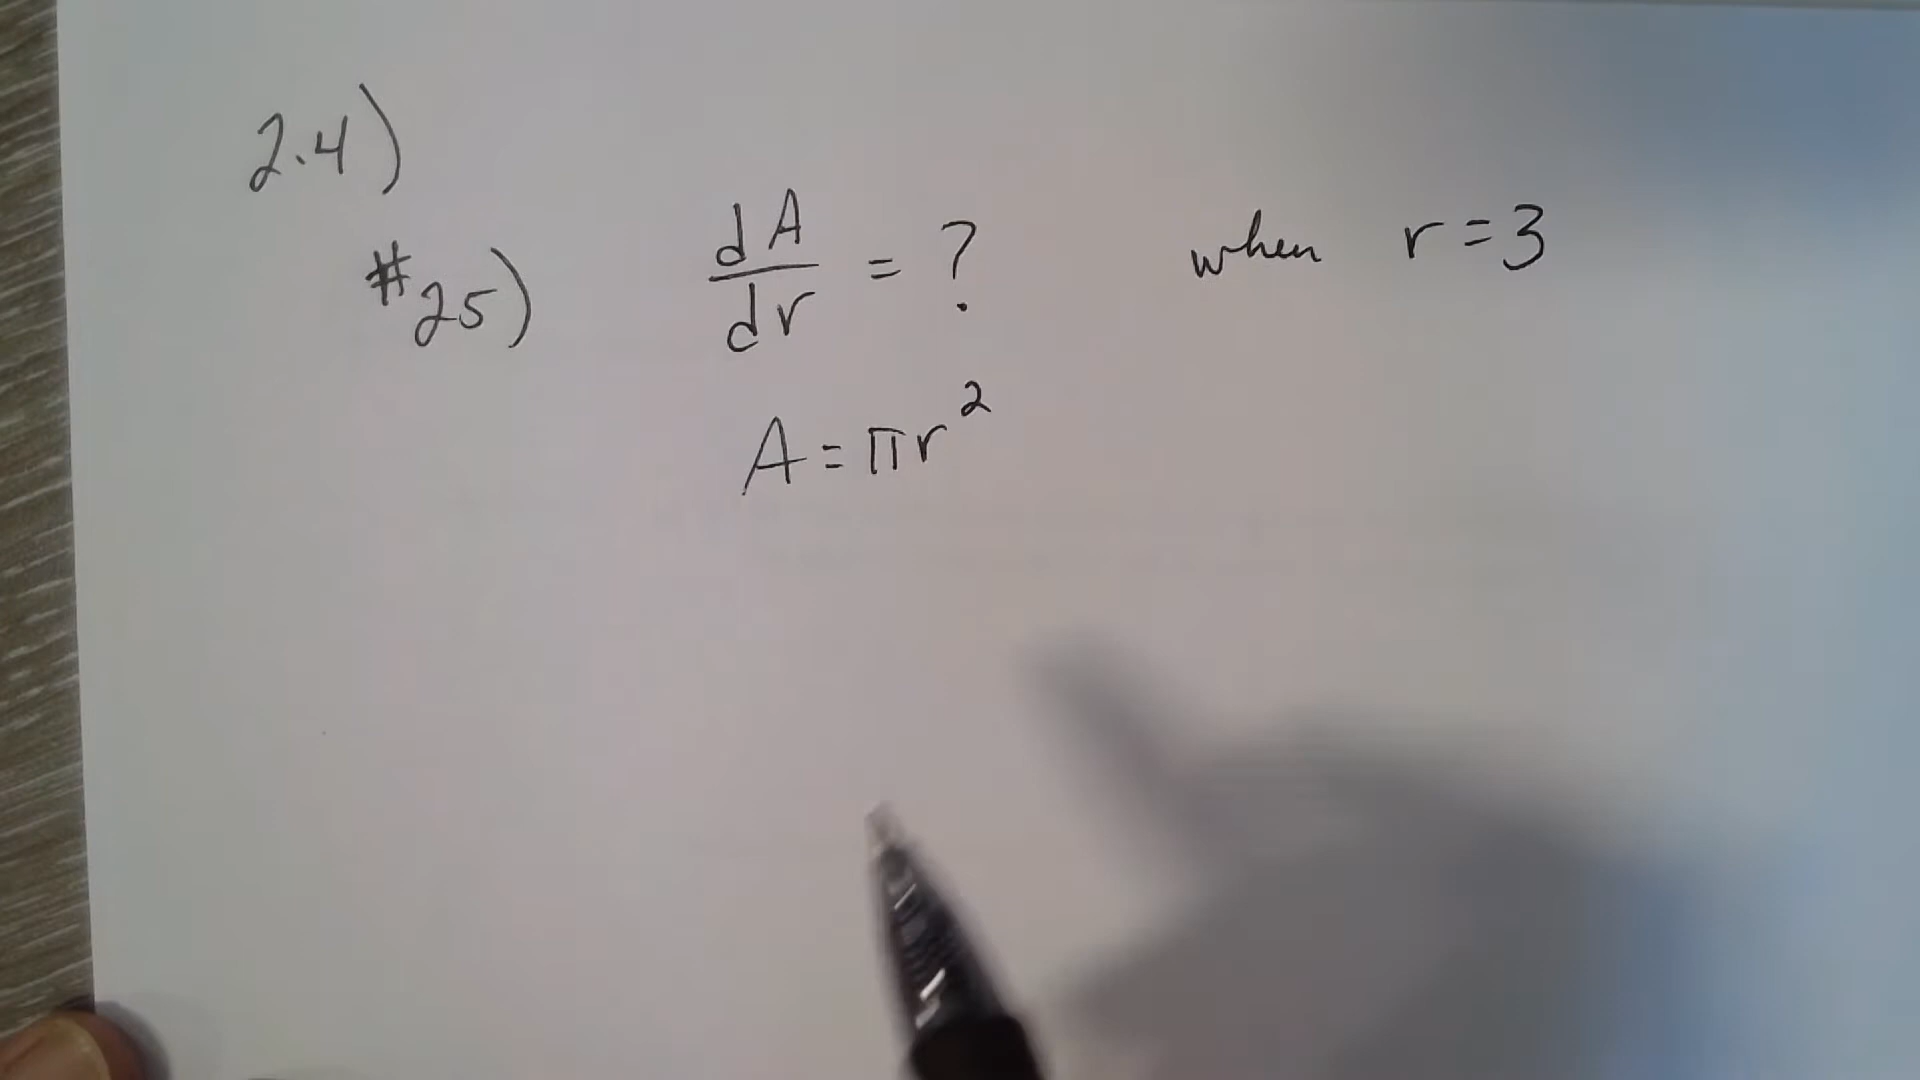 2.4)
#25) dA/dr = ? when r = 3
A = πr²